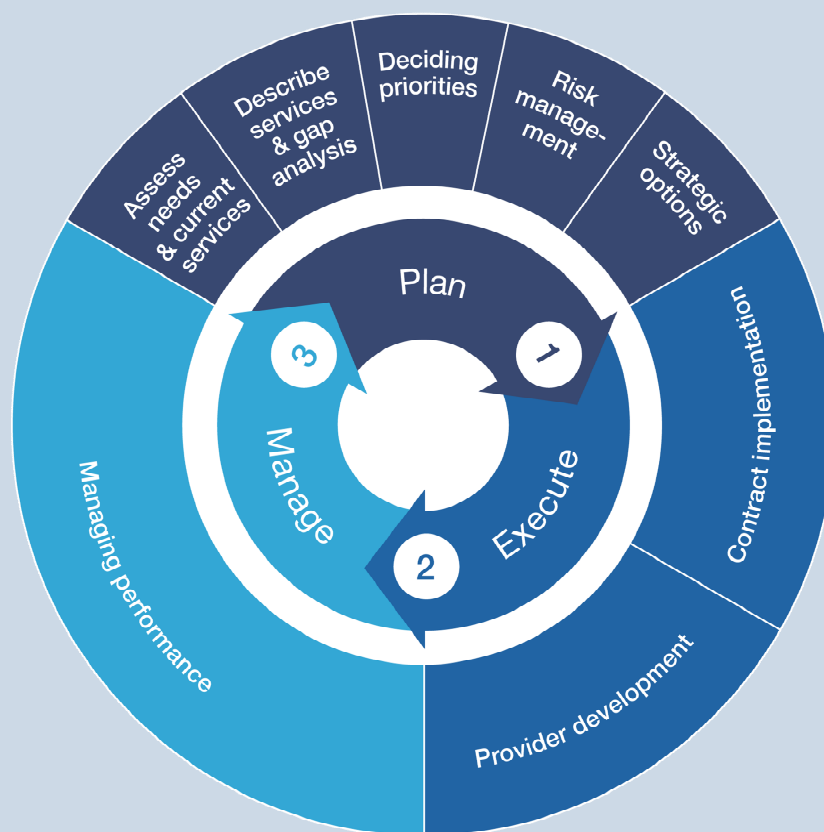 Assess
needs
& current
services
Describe
services
& gap
analysis
Deciding
priorities
Risk
manage-
ment
Strategic
options
Contract implementation
Provider development
Managing performance
Plan
1
Execute
2
Manage
3